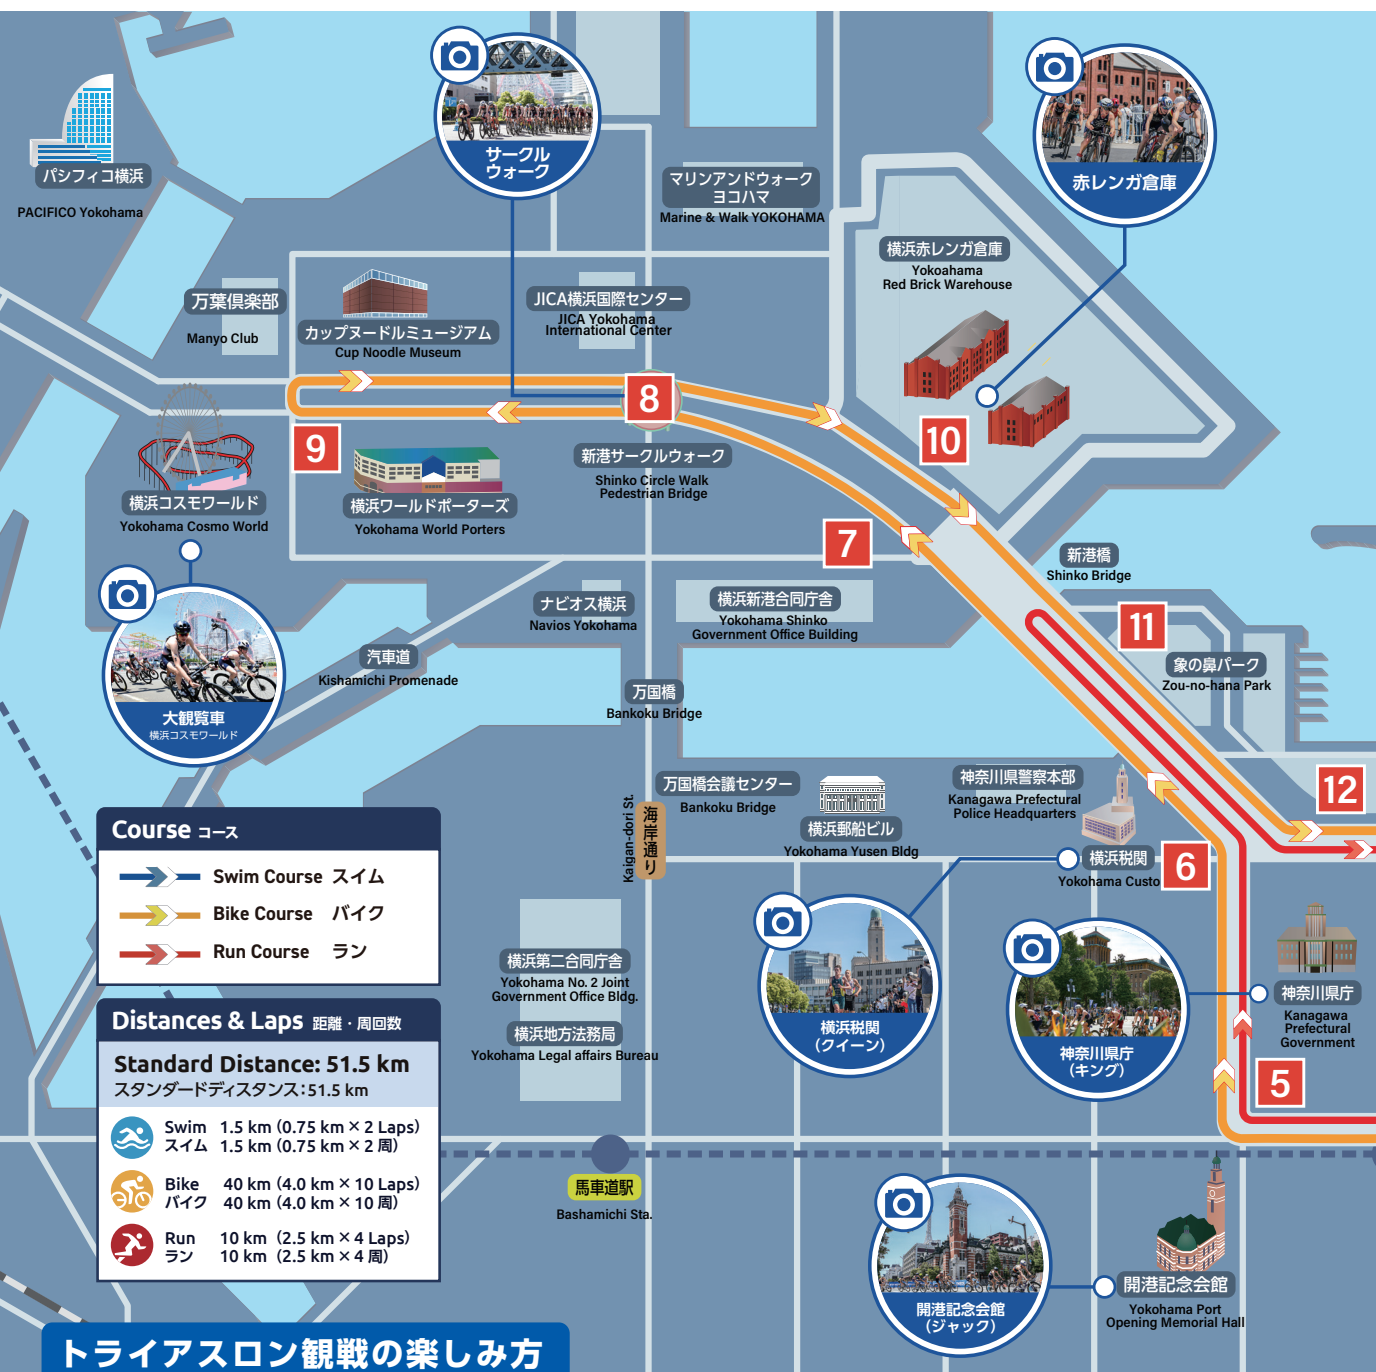 サークル
ウォーク
赤レンガ倉庫
パシフィコ横浜
PACIFICO Yokohama
マリンアンドウォーク
ヨコハマ
Marine & Walk YOKOHAMA
横浜赤レンガ倉庫
Yokoahama
Red Brick Warehouse
万葉倶楽部
Manyo Club
カップヌードルミュージアム
Cup Noodle Museum
JICA横浜国際センター
JICA Yokohama
International Center
8
9
10
横浜コスモワールド
Yokohama Cosmo World
横浜ワールドポーターズ
Yokohama World Porters
新港サークルウォーク
Shinko Circle Walk
Pedestrian Bridge
7
新港橋
Shinko Bridge
大観覧車
横浜コスモワールド
汽車道
Kishamichi Promenade
ナビオス横浜
Navios Yokohama
横浜新港合同庁舎
Yokohama Shinko
Government Office Building
11
象の鼻パーク
Zou-no-hana Park
万国橋
Bankoku Bridge
万国橋会議センター
Bankoku Bridge
横浜郵船ビル
Yokohama Yusen Bldg
神奈川県警察本部
Kanagawa Prefectural
Police Headquarters
12
横浜税関
Yokohama Custo
6
Kaigan-dori St.
海岸通り
Course コース
Swim Course スイム
Bike Course バイク
Run Course ラン
横浜税関
(クイーン)
神奈川県庁
(キング)
神奈川県庁
Kanagawa
Prefectural
Government
5
横浜第二合同庁舎
Yokohama No. 2 Joint
Government Office Bldg.
横浜地方法務局
Yokohama Legal affairs Bureau
Distances & Laps 距離・周回数
Standard Distance: 51.5 km
スタンダードディスタンス：51.5 km
Swim 1.5 km (0.75 km × 2 Laps)
スイム 1.5 km (0.75 km × 2 周)
Bike 40 km (4.0 km × 10 Laps)
バイク 40 km (4.0 km × 10 周)
Run 10 km (2.5 km × 4 Laps)
ラン 10 km (2.5 km × 4 周)
馬車道駅
Bashamichi Sta.
開港記念会館
(ジャック)
開港記念会館
Yokohama Port
Opening Memorial Hall
トライアスロン観戦の楽しみ方